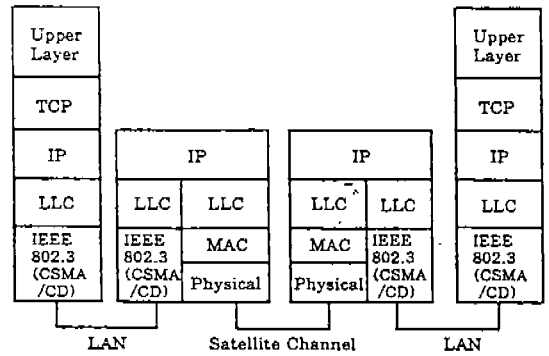 Upper
Layer
TCP
IP
LLC
IEEE
802.3
(CSMA
/CD)
IP
LLC
LLC
IEEE
802.3
(CSMA
/CD)
MAC
Physical
IP
LLC
LLC
MAC
Physical
IEEE
802.3
(CSMA
/CD)
Upper
Layer
TCP
IP
LLC
IEEE
802.3
(CSMA
/CD)
LAN
Satellite Channel
LAN